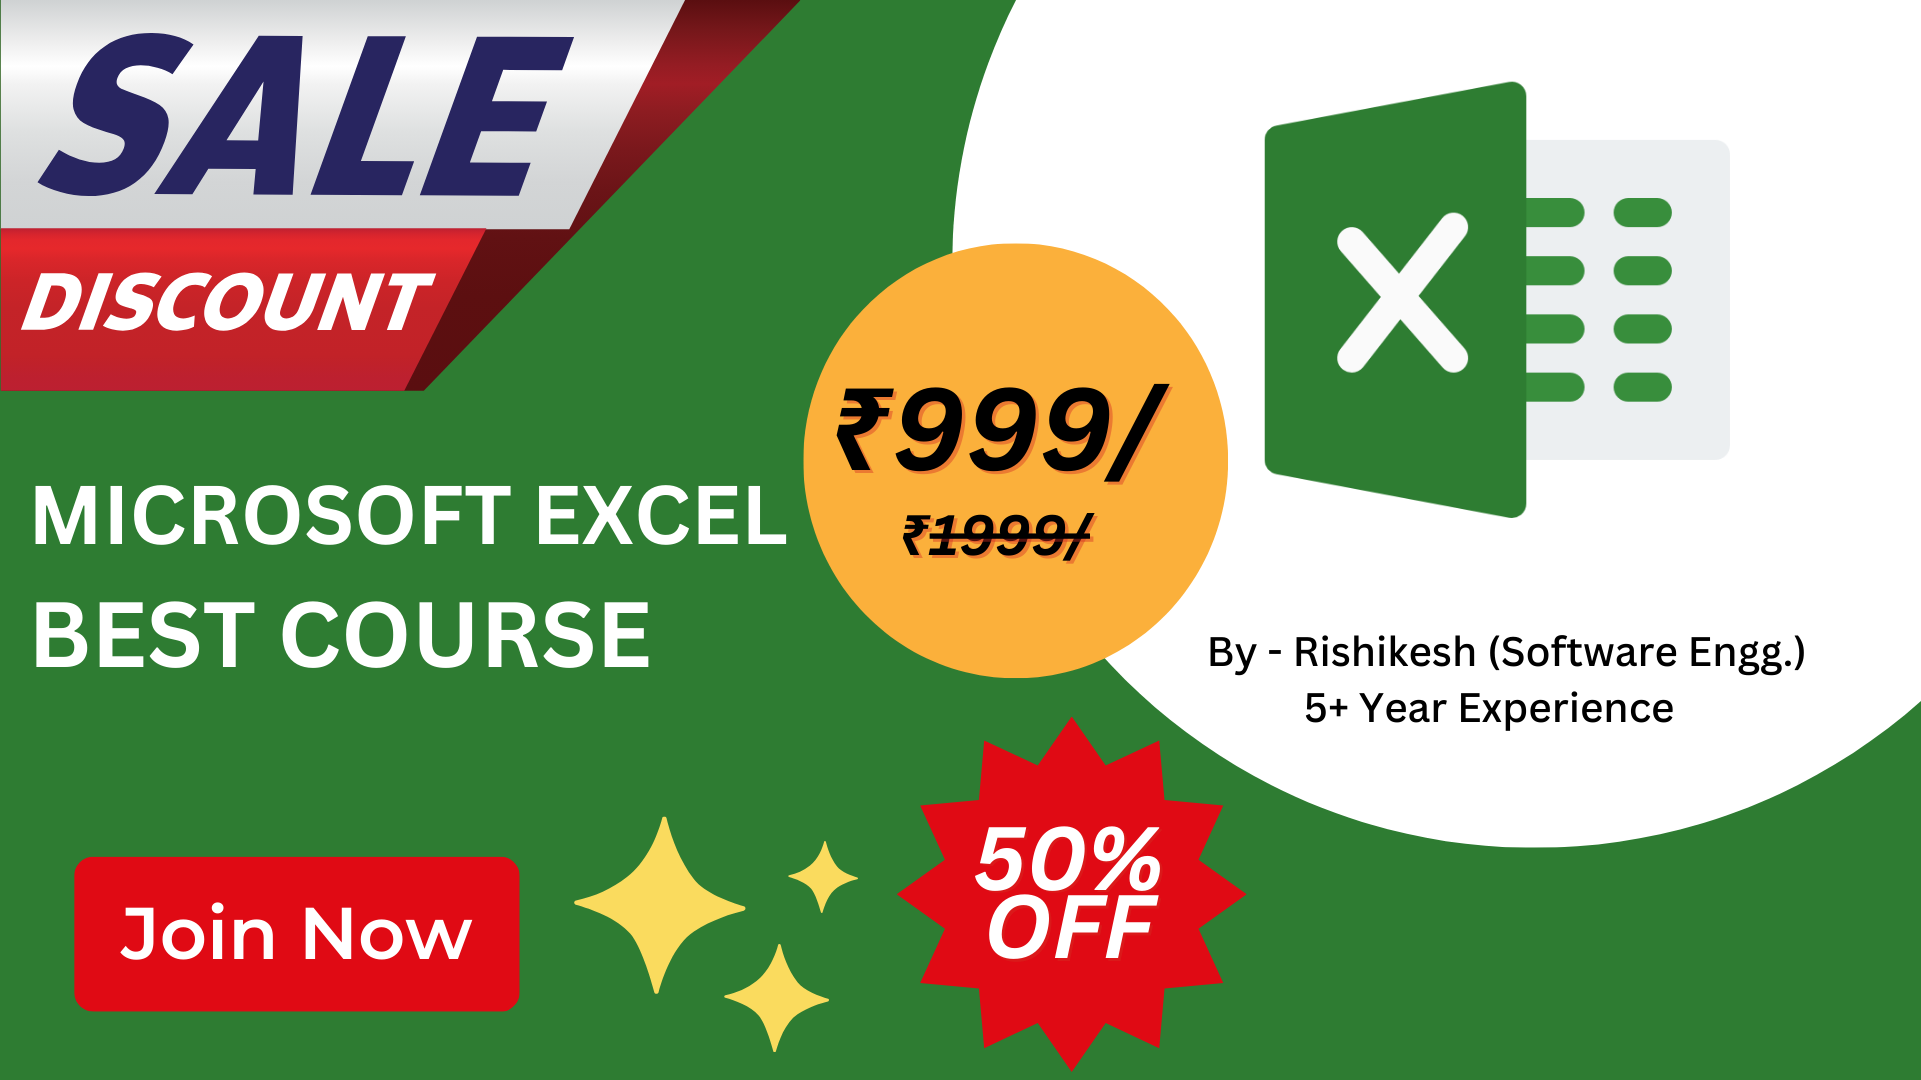 SALE
DISCOUNT
MICROSOFT EXCEL
BEST COURSE
₹999/
₹1999/
By - Rishikesh (Software Engg.)
5+ Year Experience
Join Now
50%
OFF
X